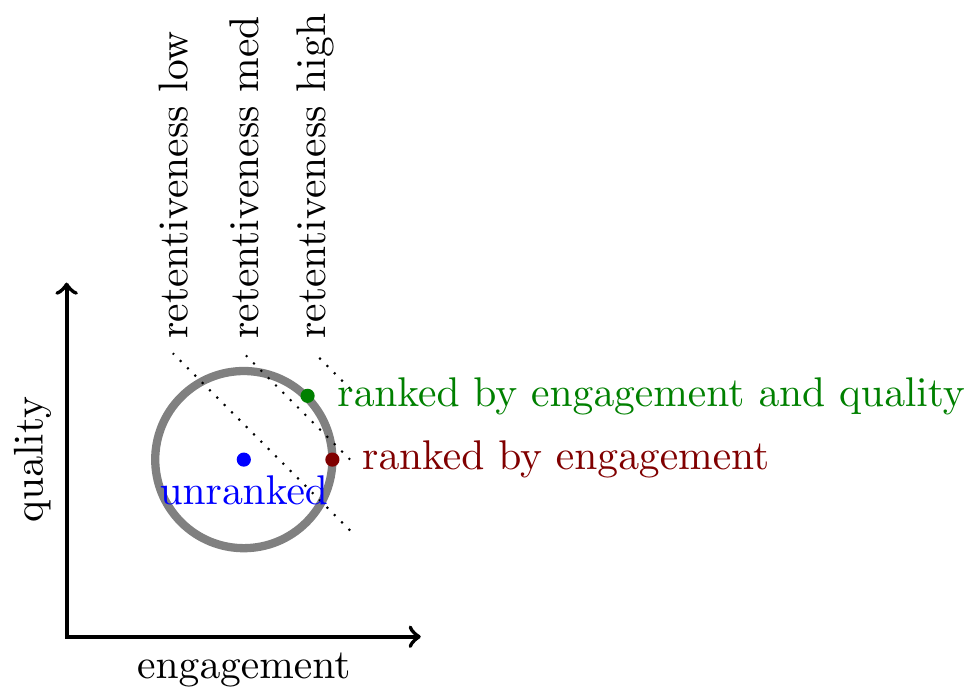 retentiveness low
retentiveness med
retentiveness high
quality
ranked by engagement and quality
ranked by engagement
unranked
engagement